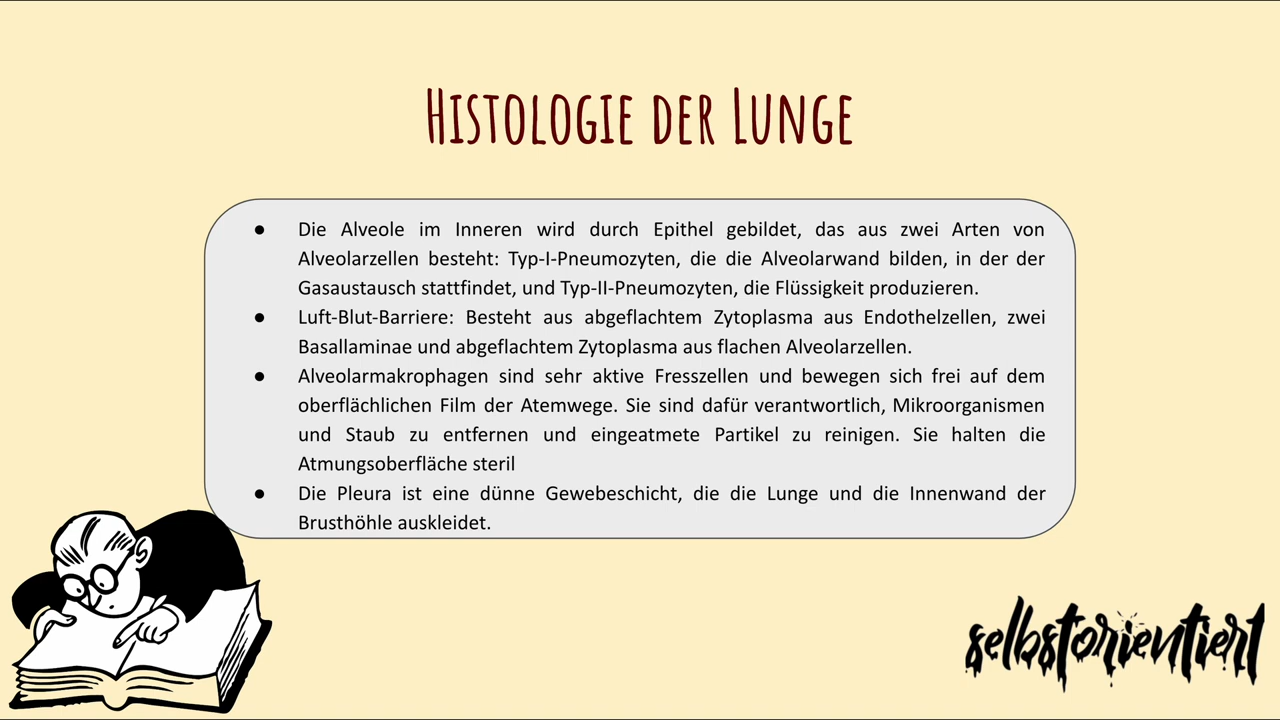 Histologie der Lunge
● Die Alveole im Inneren wird durch Epithel gebildet, das aus zwei Arten von
Alveolarzellen besteht: Typ-I-Pneumozyten, die die Alveolarwand bilden, in der der
Gasaustausch stattfindet, und Typ-II-Pneumozyten, die Flüssigkeit produzieren.
● Luft-Blut-Barriere: Besteht aus abgeflachtem Zytoplasma aus Endothelzellen, zwei
Basallaminae und abgeflachtem Zytoplasma aus flachen Alveolarzellen.
● Alveolarmakrophagen sind sehr aktive Fresszellen und bewegen sich frei auf dem
oberflächlichen Film der Atemwege. Sie sind dafür verantwortlich, Mikroorganismen
und Staub zu entfernen und eingeatmete Partikel zu reinigen. Sie halten die
Atmungsoberfläche steril
● Die Pleura ist eine dünne Gewebeschicht, die die Lunge und die Innenwand der
Brusthöhle auskleidet.
selbstorientiert